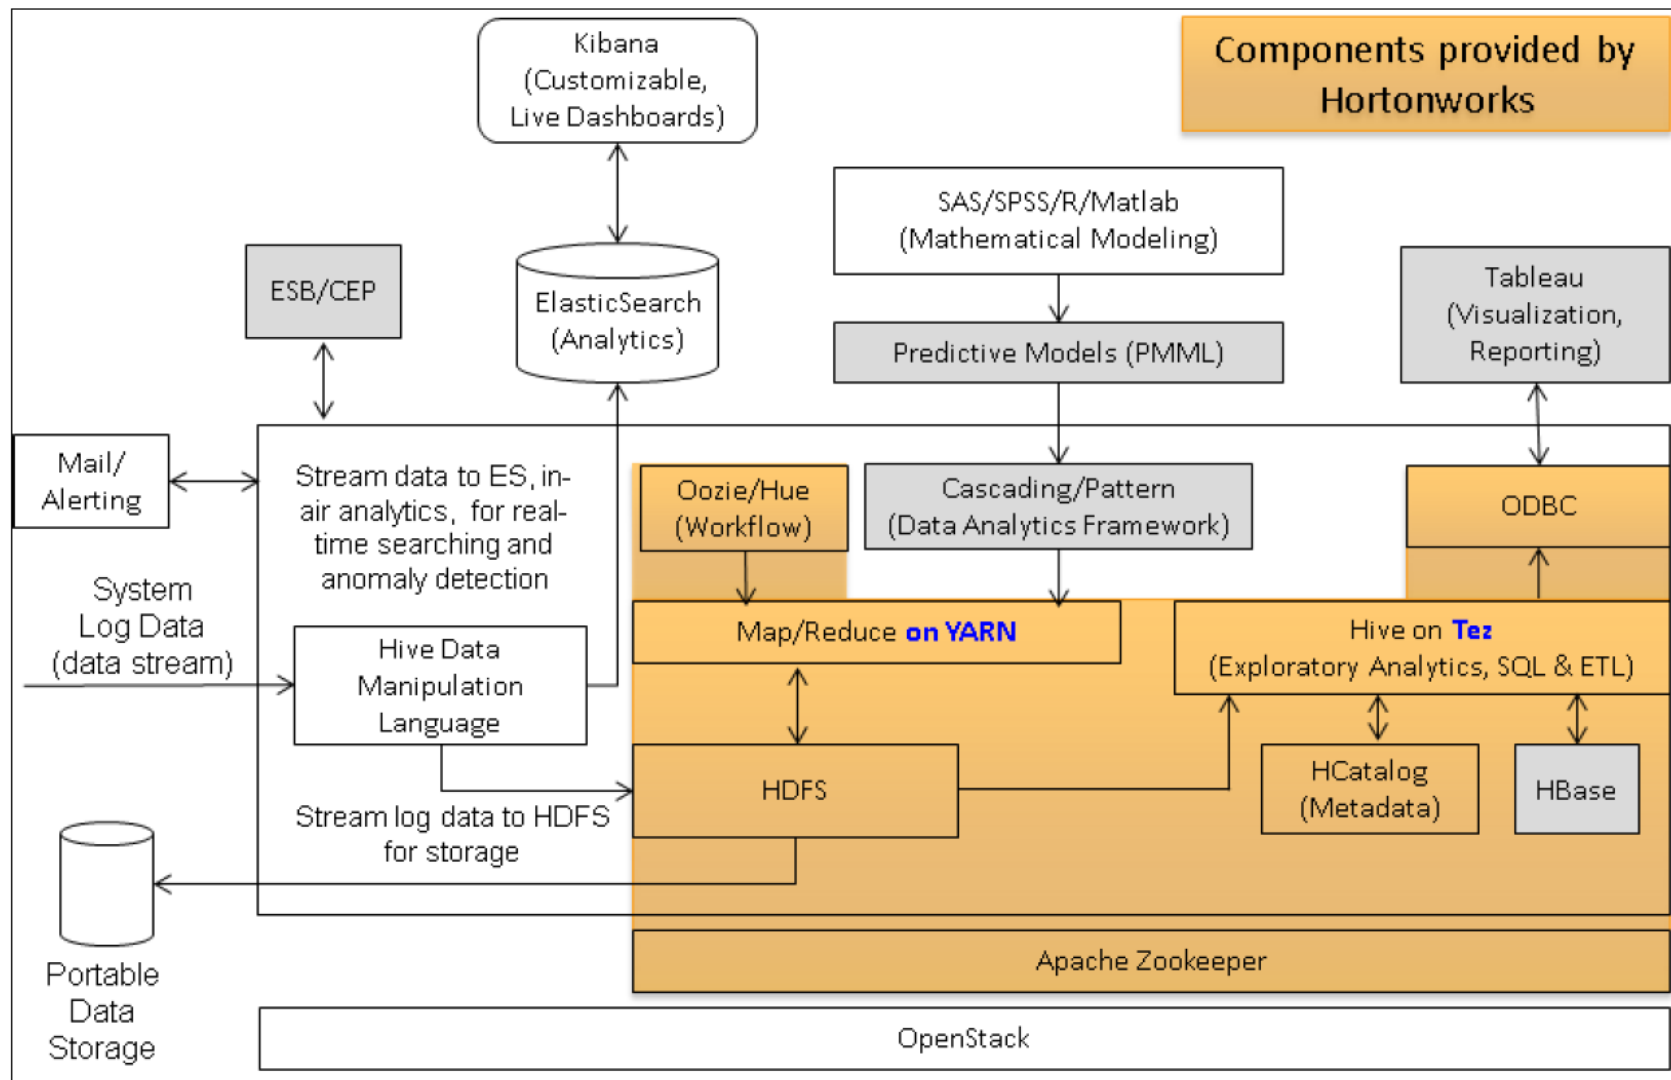 Kibana
(Customizable,
Live Dashboards)
Components provided by
Hortonworks
SAS/SPSS/R/Matlab
(Mathematical Modeling)
ESB/CEP
ElasticSearch
(Analytics)
Predictive Models (PMML)
Tableau
(Visualization,
Reporting)
Mail/
Alerting
Stream data to ES, in-
air analytics, for real-
time searching and
anomaly detection
Oozie/Hue
(Workflow)
Cascading/Pattern
(Data Analytics Framework)
ODBC
System
Log Data
(data stream)
Hive Data
Manipulation
Language
Map/Reduce on YARN
Hive on Tez
(Exploratory Analytics, SQL & ETL)
HDFS
HCatalog
(Metadata)
HBase
Stream log data to HDFS
for storage
Portable
Data
Storage
Apache Zookeeper
OpenStack